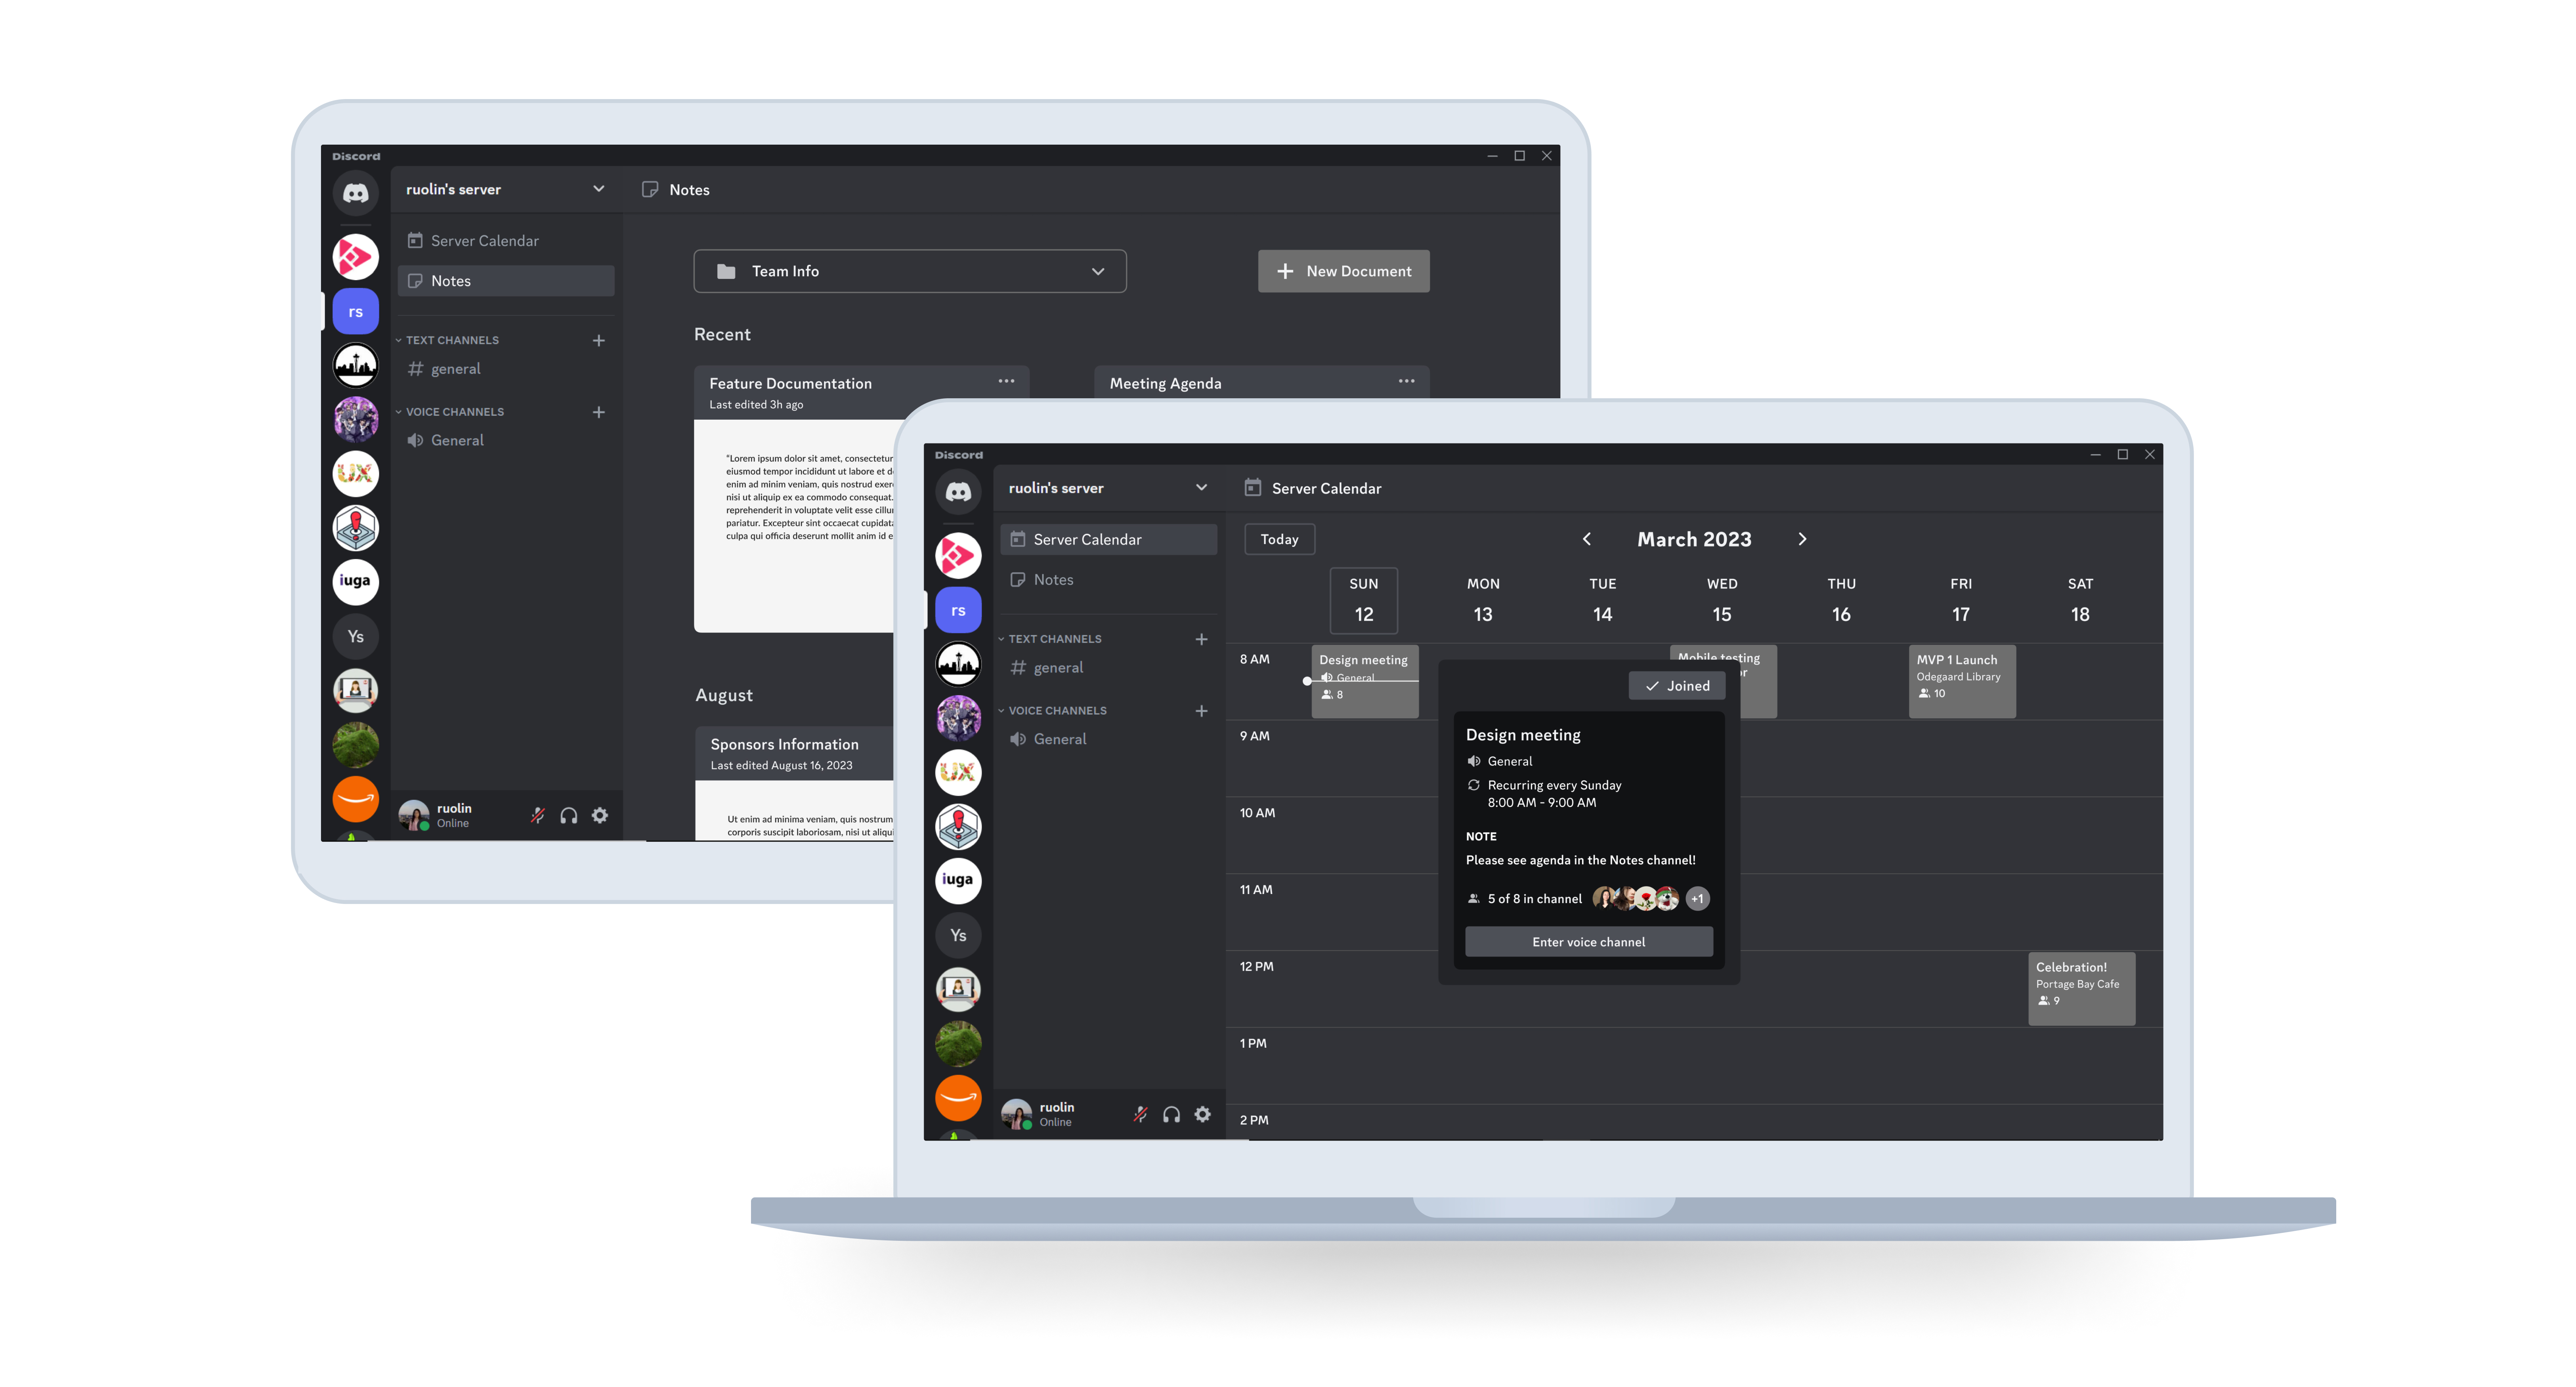 Discord
ruolin's server
Notes
Server Calendar
Notes
rs
TEXT CHANNELS
general
VOICE CHANNELS
General
UX
iuga
Ys
ruolin
Online
Team Info
New Document
Recent
Feature Documentation
Last edited 3h ago
Meeting Agenda
"Lorem ipsum dolor sit amet, consectetur
eiusmod tempor incididunt ut labore et d
enim ad minim veniam, quis nostrud exer
nisi ut aliquip ex ea commodo consequat.
reprehenderit in voluptate velit esse cillu
pariatur. Excepteur sint occaecat cupidat
culpa qui officia deserunt mollit anim id e
August
Sponsors Information
Last edited August 16, 2023
Ut enim ad minima veniam, quis nostrum
corporis suscipit laboriosam, nisi ut aliqu
Discord
ruolin's server
Server Calendar
Server Calendar
Notes
rs
TEXT CHANNELS
general
VOICE CHANNELS
General
UX
iuga
Ys
ruolin
Online
Today
March 2023
SUN
12
MON
13
TUE
14
WED
15
THU
16
FRI
17
SAT
18
8 AM
9 AM
10 AM
11 AM
12 PM
1 PM
2 PM
Design meeting
General
8
Mobile testing
or
MVP 1 Launch
Odegaard Library
10
Joined
Design meeting
General
Recurring every Sunday
8:00 AM - 9:00 AM
NOTE
Please see agenda in the Notes channel!
5 of 8 in channel
+1
Enter voice channel
Celebration!
Portage Bay Cafe
9